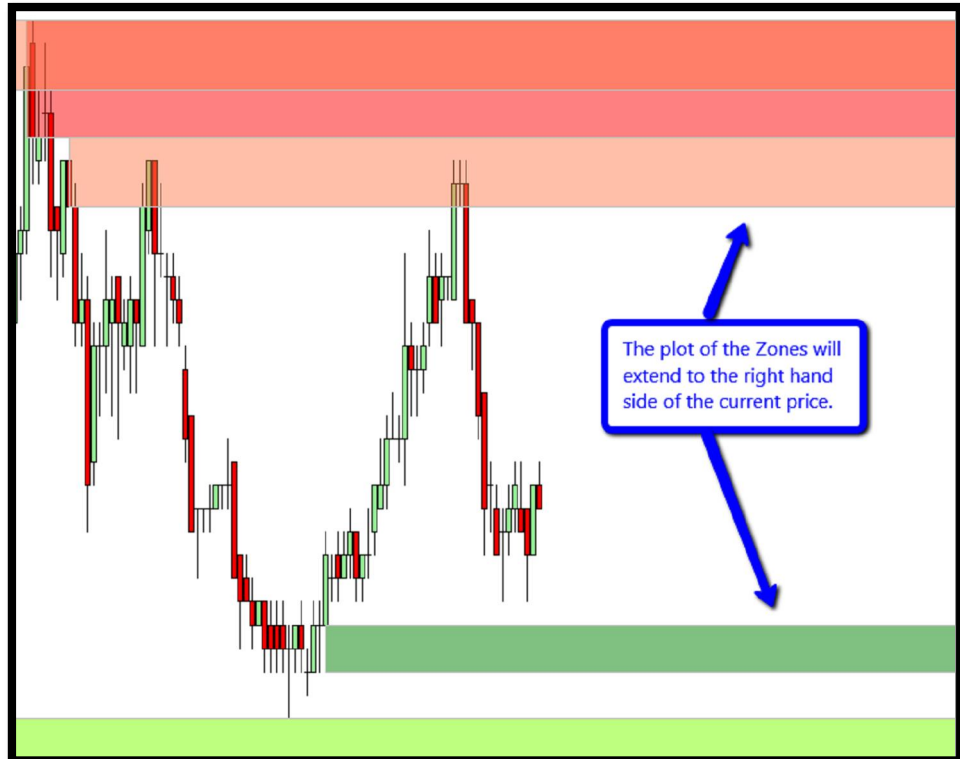 The plot of the Zones will
extend to the right hand
side of the current price.